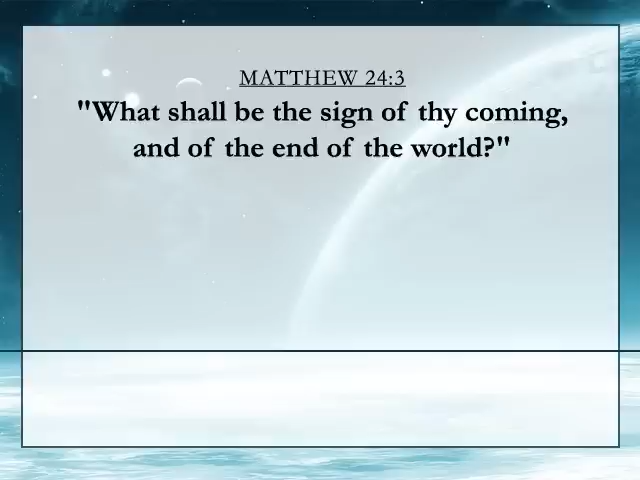 MATTHEW 24:3
"What shall be the sign of thy coming,
and of the end of the world?"